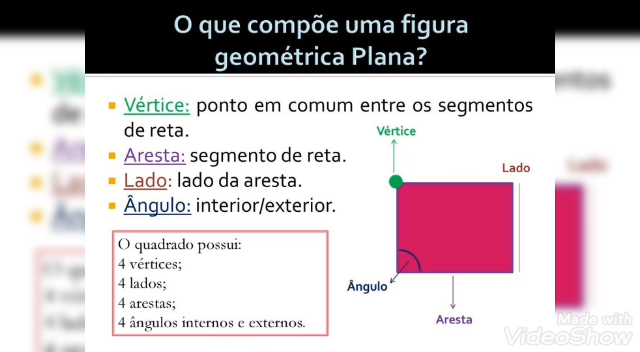 O que compõe uma figura
geométrica Plana?
Vértice: ponto em comum entre os segmentos
de reta.
Aresta: segmento de reta.
Lado: lado da aresta.
Ângulo: interior/exterior.
O quadrado possui:
4 vértices;
4 lados;
4 arestas;
4 ângulos internos e externos.
Vértice
Lado
Ângulo
Aresta
Made with
VideoShow